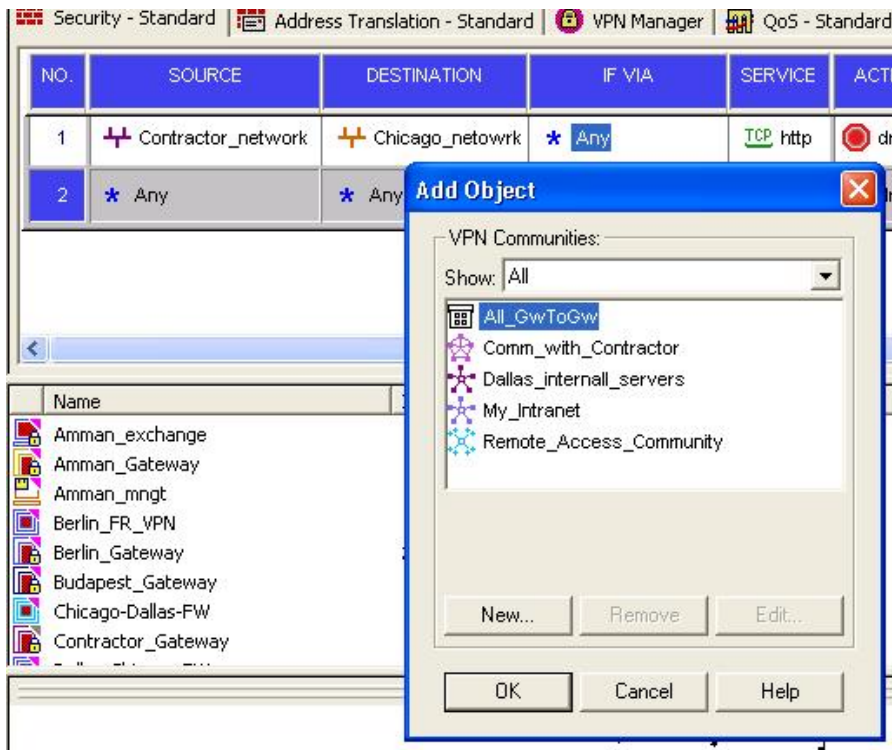 Security - Standard Address Translation - Standard VPN Manager QoS - Standard
NO. SOURCE DESTINATION IF VIA SERVICE
1 Contractor_network Chicago_netowrk * Any TCP http
2 * Any * Any
Add Object
VPN Communities:
Show: All
All_GwToGw
Comm_with_Contractor
Dallas_internall_servers
My_Intranet
Remote_Access_Community
New... Remove Edit...
OK Cancel Help
Name
Amman_exchange
Amman_Gateway
Amman_mngt
Berlin_FR_VPN
Berlin_Gateway
Budapest_Gateway
Chicago-Dallas-FW
Contractor_Gateway